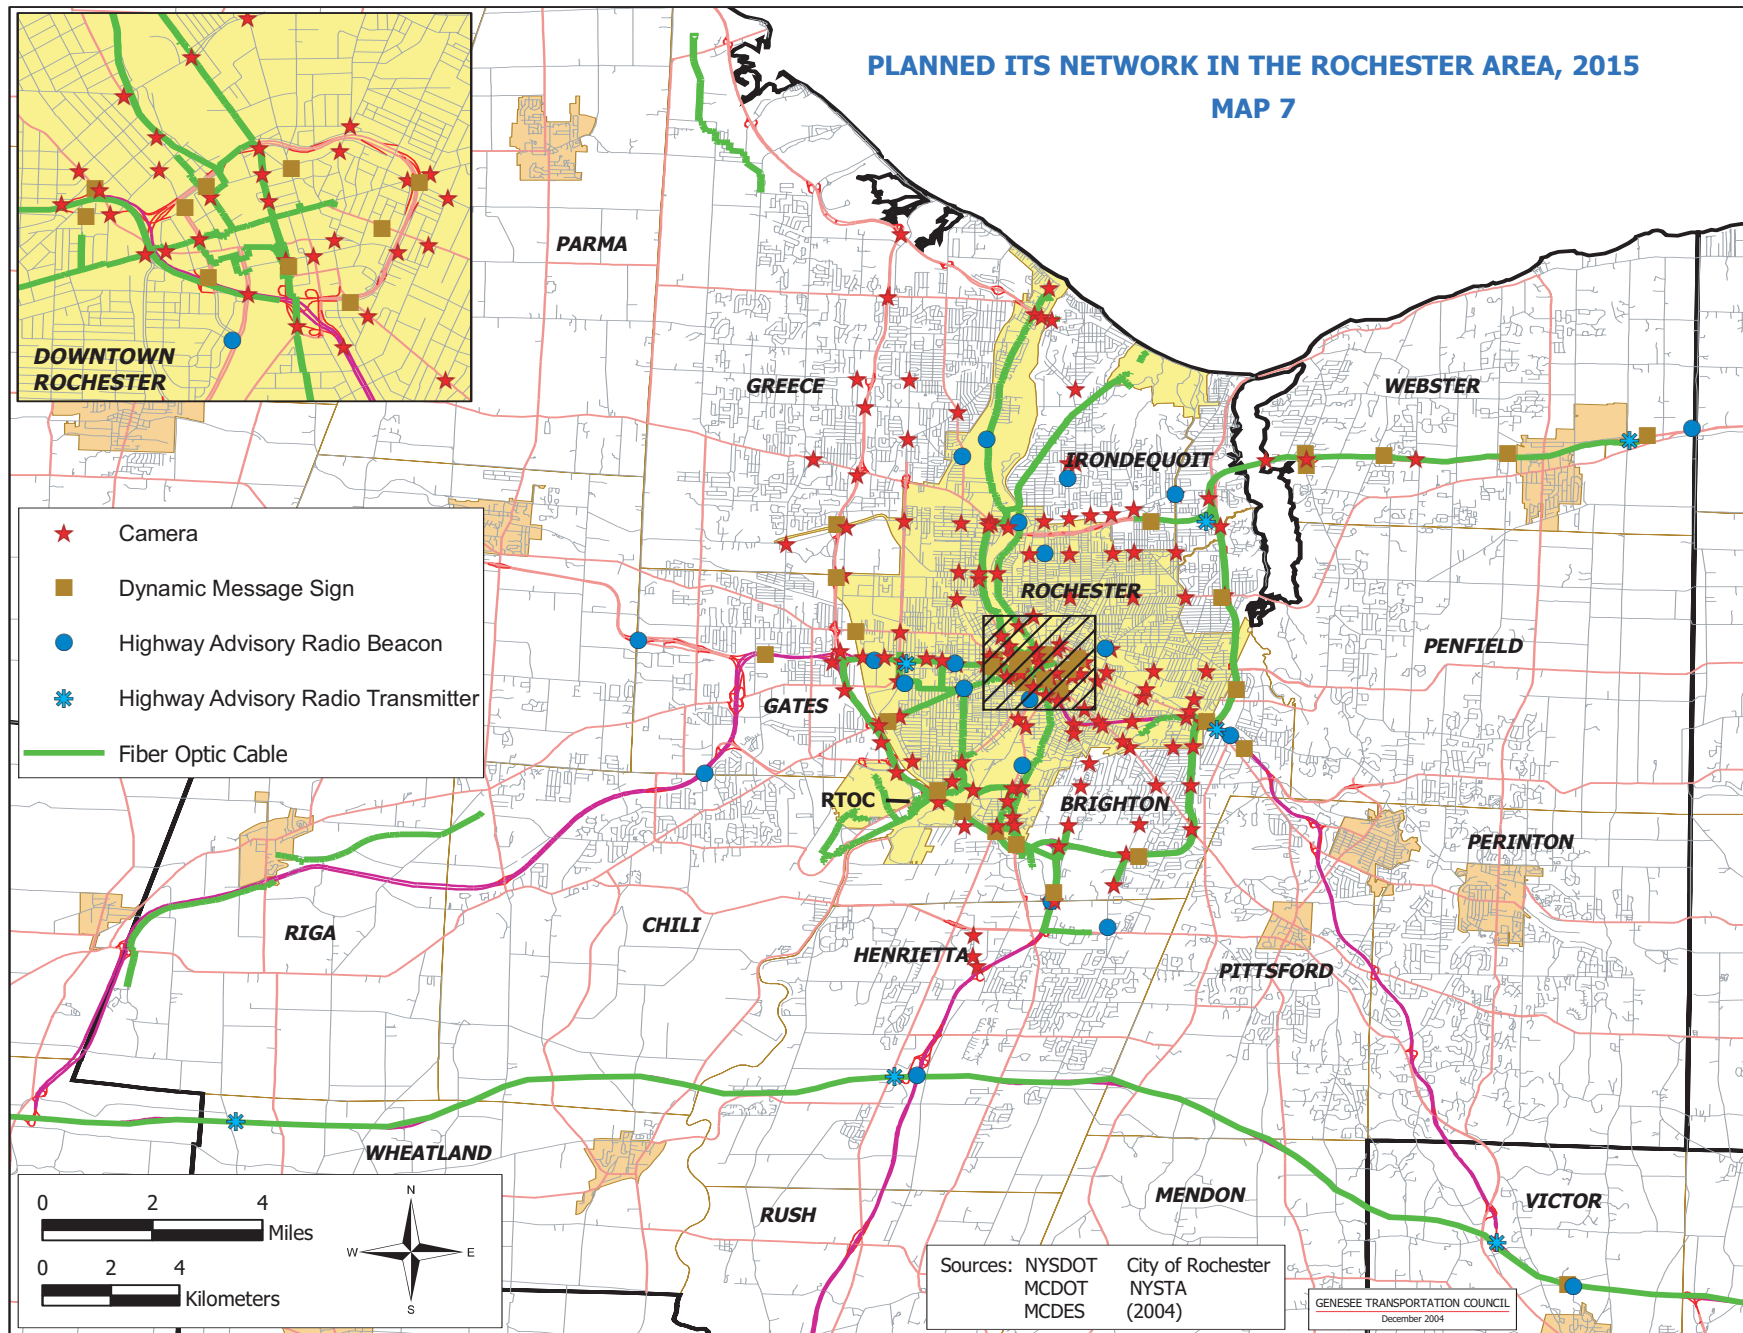 PLANNED ITS NETWORK IN THE ROCHESTER AREA, 2015
MAP 7
DOWNTOWN
ROCHESTER
PARMA
GREECE
WEBSTER
IRONDEQUOIT
Camera
Dynamic Message Sign
Highway Advisory Radio Beacon
Highway Advisory Radio Transmitter
Fiber Optic Cable
ROCHESTER
PENFIELD
GATES
RTOC
BRIGHTON
PERINTON
RIGA
CHILI
HENRIETTA
PITTSFORD
WHEATLAND
RUSH
MENDON
VICTOR
0 2 4
Miles
0 2 4
Kilometers
N
W E
S
Sources: NYSDOT City of Rochester
MCDOT NYSTA
MCDES (2004)
GENESEE TRANSPORTATION COUNCIL
December 2004